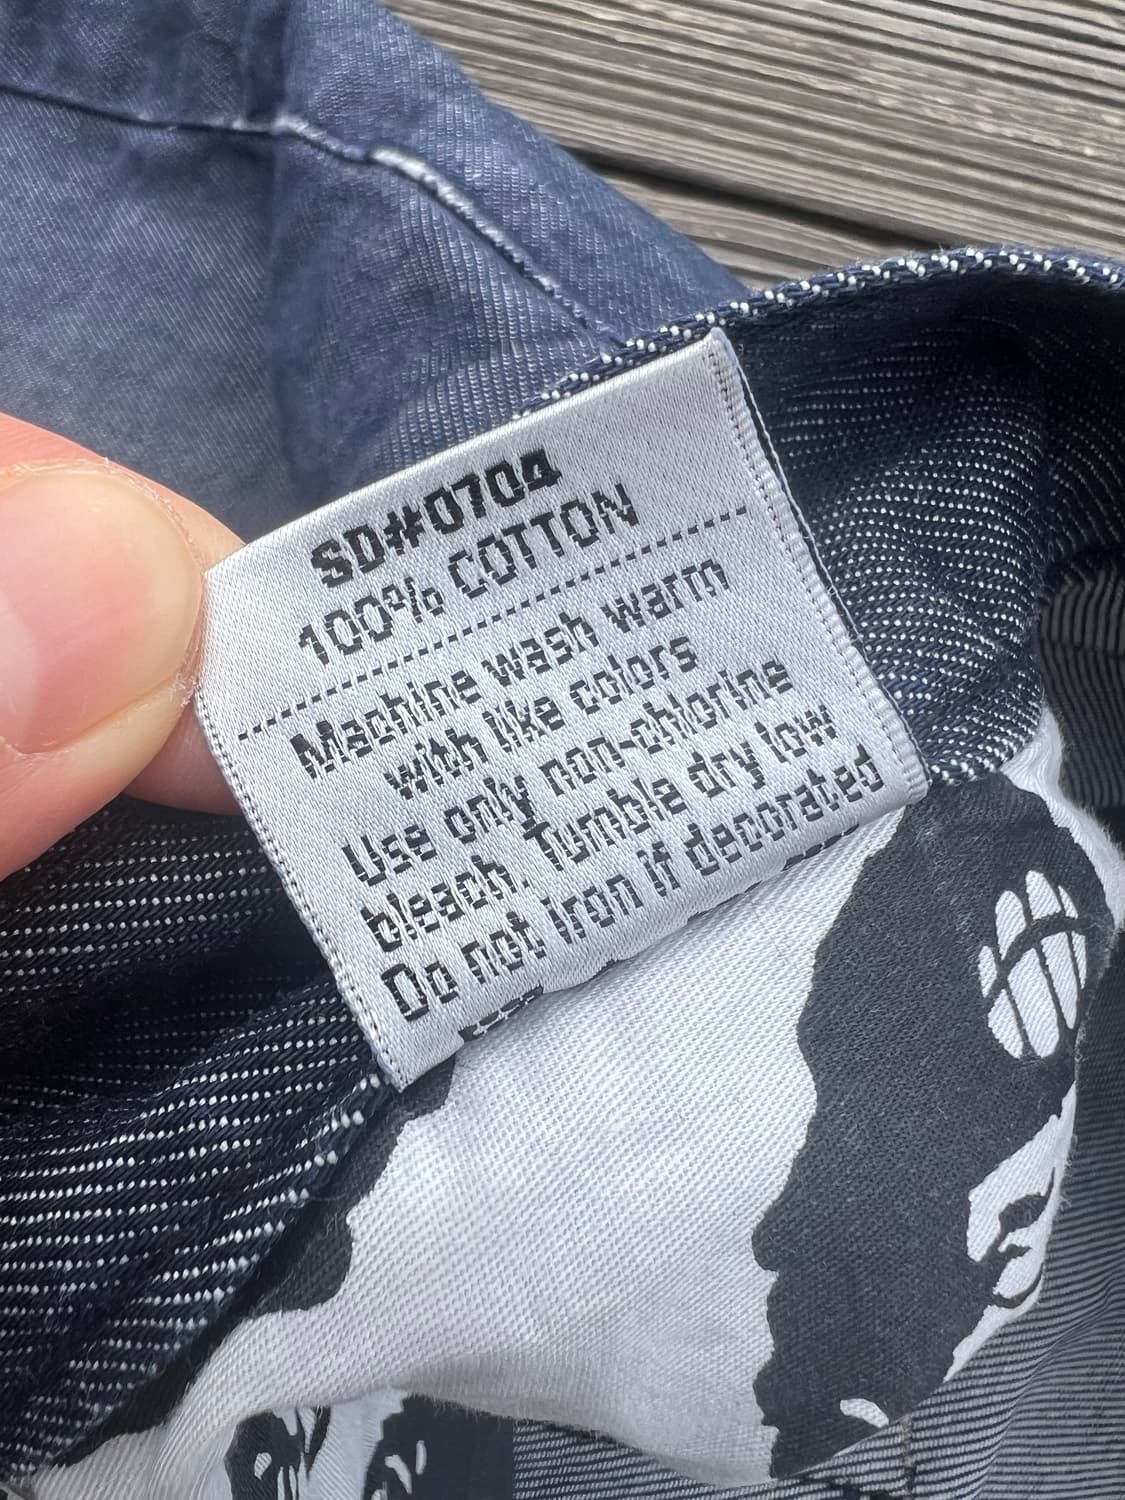 SD#0704
100% COTTON
Machine wash warm
with like colors
Use only non-chlorine
bleach. Tumble dry low
Do not iron if decorated